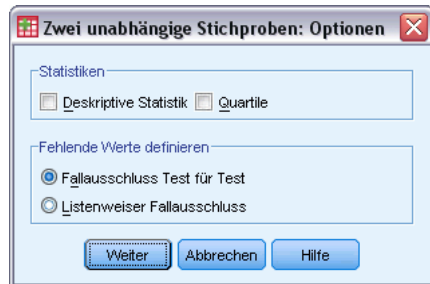 Zwei unabhängige Stichproben: Optionen
Statistiken
Deskriptive Statistik Quartile
Fehlende Werte definieren
Fallausschluss Test für Test
Listenweiser Fallausschluss
Weiter Abbrechen Hilfe